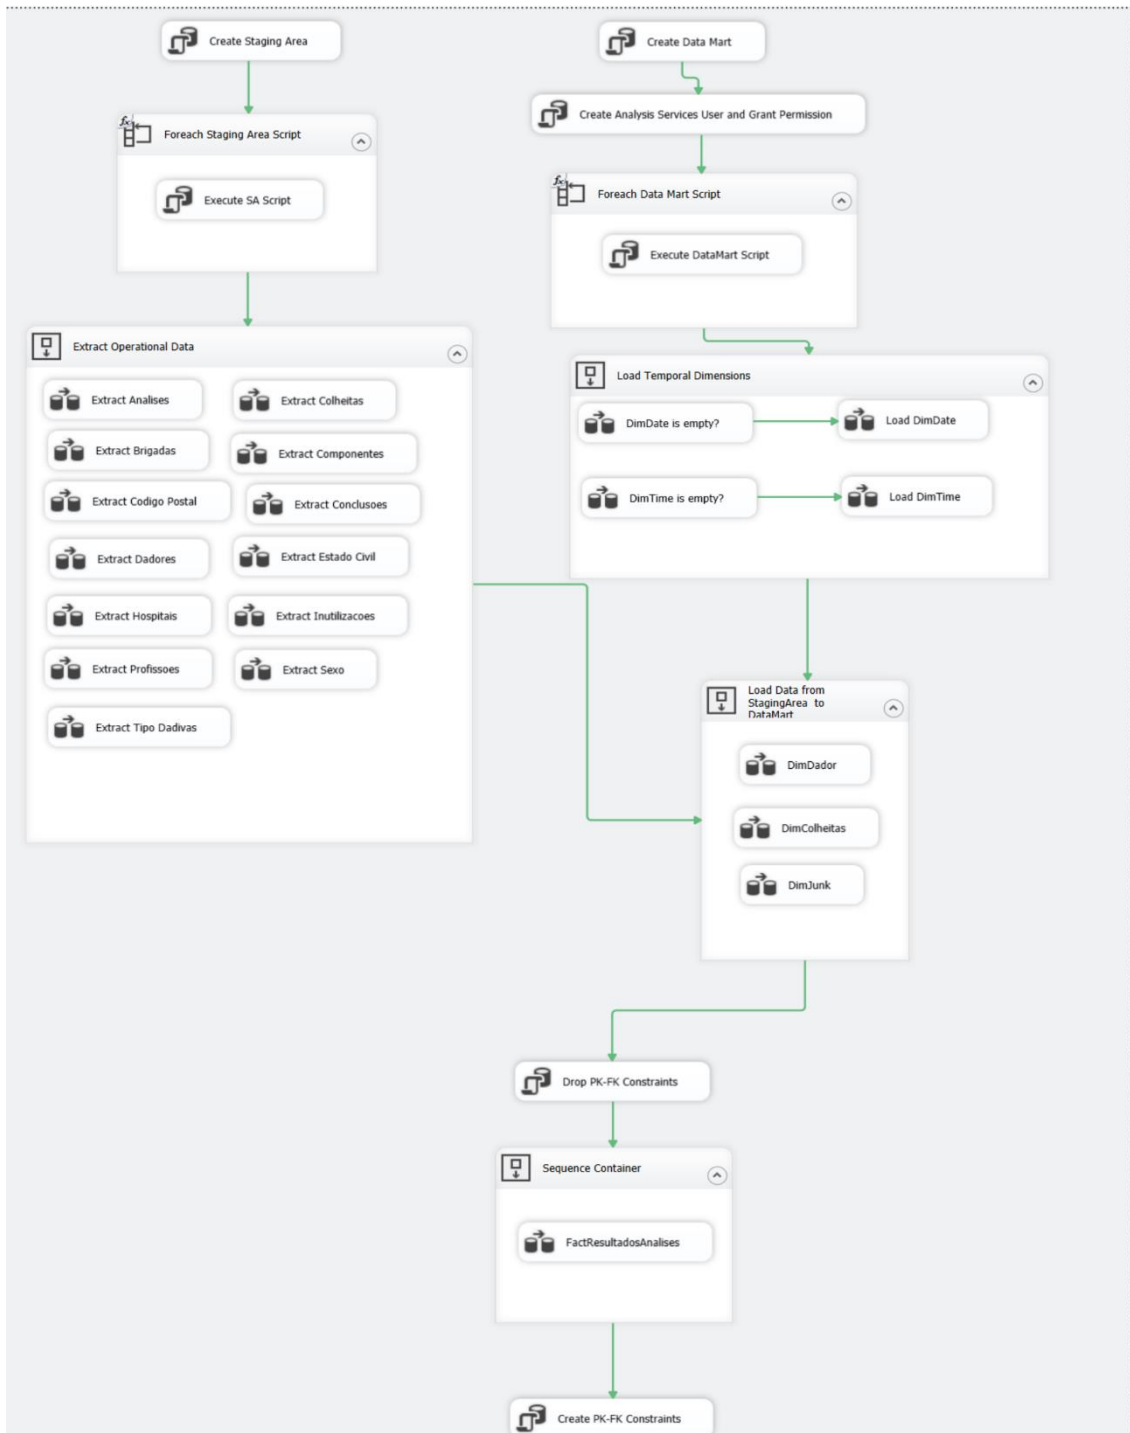 Create Staging Area
Create Data Mart
Create Analysis Services User and Grant Permission
Foreach Staging Area Script
Execute SA Script
Foreach Data Mart Script
Execute DataMart Script
Extract Operational Data
Extract Analises
Extract Colheitas
Extract Brigadas
Extract Componentes
Extract Codigo Postal
Extract Conclusoes
Extract Dadores
Extract Estado Civil
Extract Hospitais
Extract Inutilizacoes
Extract Profissoes
Extract Sexo
Extract Tipo Dadivas
Load Temporal Dimensions
DimDate is empty?
Load DimDate
DimTime is empty?
Load DimTime
Load Data from
StagingArea to
DataMart
DimDador
DimColheitas
DimJunk
Drop PK-FK Constraints
Sequence Container
FactResultadosAnalises
Create PK-FK Constraints